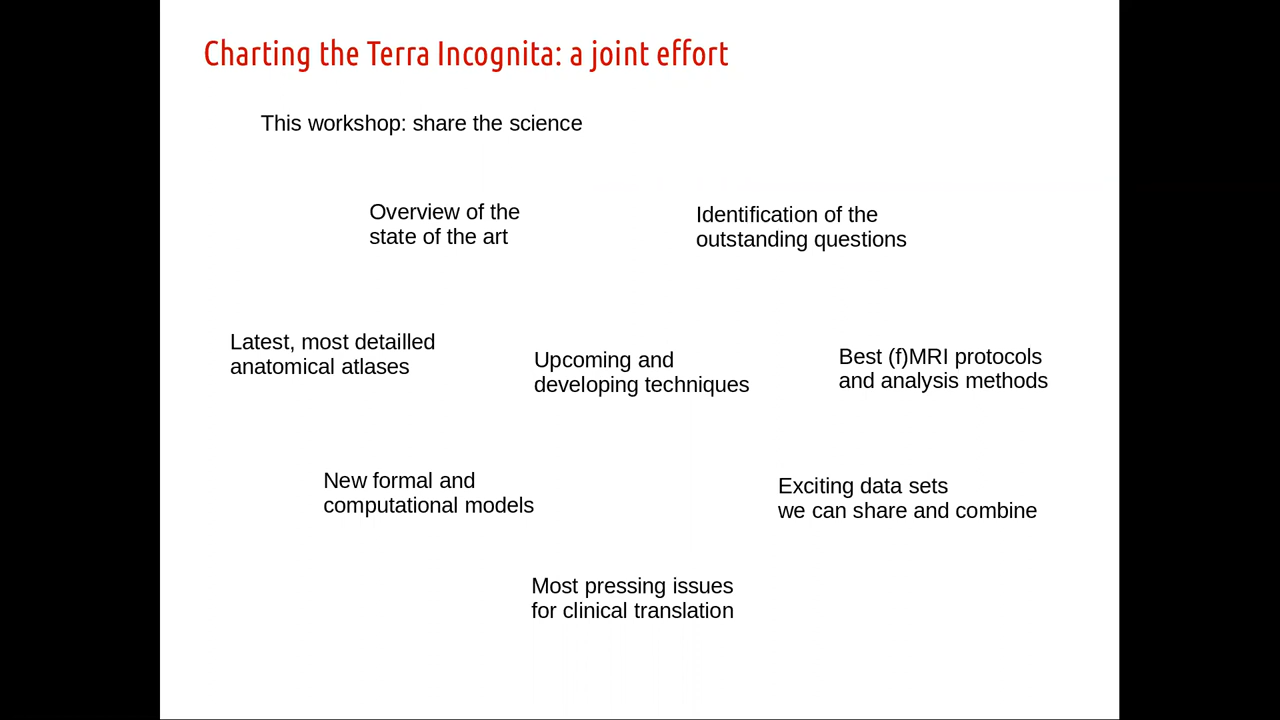 Charting the Terra Incognita: a joint effort
This workshop: share the science
Overview of the
state of the art
Identification of the
outstanding questions
Latest, most detailled
anatomical atlases
Upcoming and
developing techniques
Best (f)MRI protocols
and analysis methods
New formal and
computational models
Exciting data sets
we can share and combine
Most pressing issues
for clinical translation